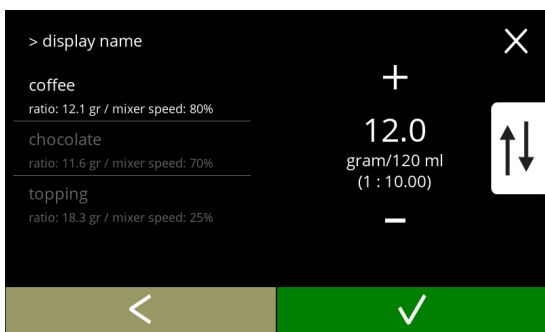 > display name
coffee
ratio: 12.1 gr / mixer speed: 80%
chocolate
ratio: 11.6 gr / mixer speed: 70%
topping
ratio: 18.3 gr / mixer speed: 25%
+
12.0
gram/120 ml
(1 : 10.00)
−
<